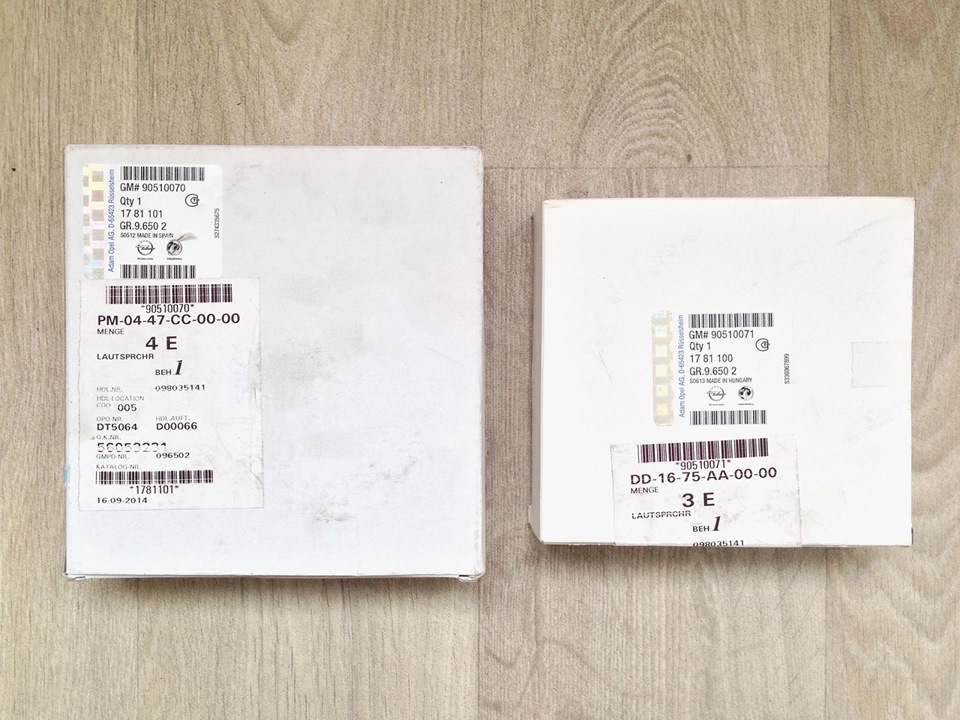 Adam Opel AG, D-65423 Rüsselsheim
GM# 90510070
Qty 1
17 81 101
GR.9.650 2
S0512 MADE IN SPAIN
S274335675
*90510070*
PM-04-47-CC-00-00
MENGE
4 E
LAUTSPRCHR
BEH 1
HDL.NR. 098035141
HDL-LOCATION
005
OPO-NR. HDL.AUFT.
DT5064 D00066
G.K.NR.
GMPD-NR. 096502
KATALOG-NR.
*1781101*
16-09-2014
Adam Opel AG, D-65423 Rüsselsheim
GM# 90510071
Qty 1
17 81 100
GR.9.650 2
S0613 MADE IN HUNGARY
*90510071*
DD-16-75-AA-00-00
MENGE
3 E
LAUTSPRCHR
BEH 1
098035141